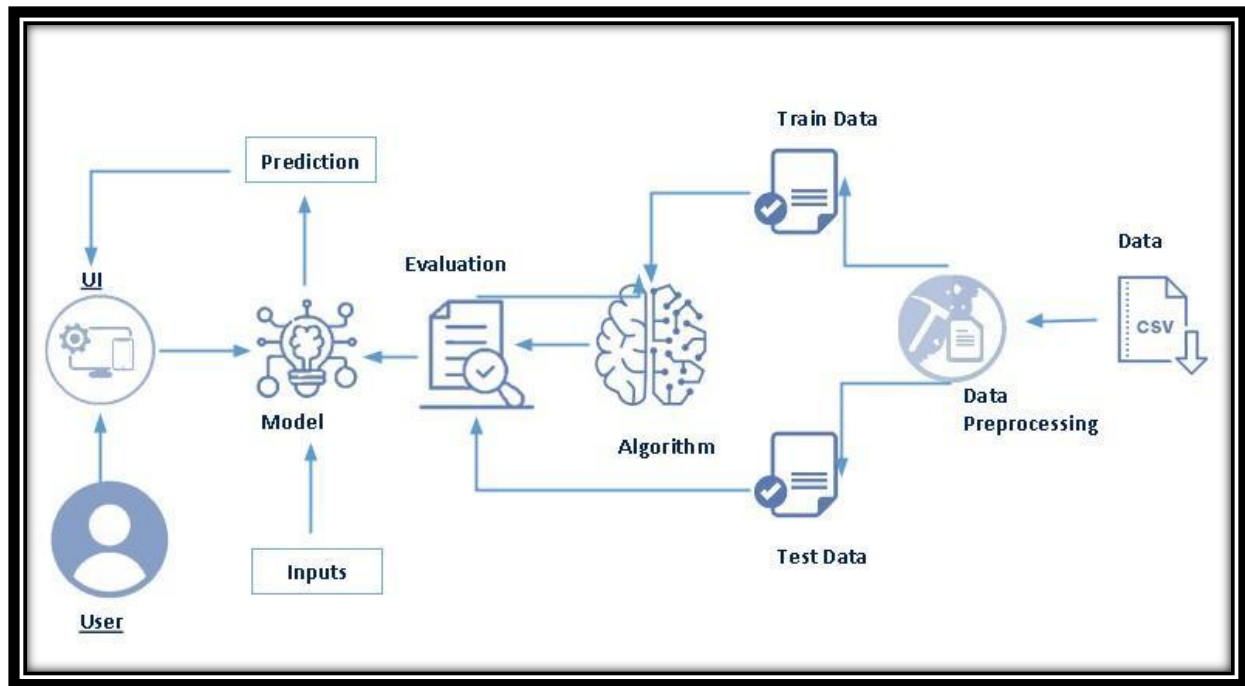 Train Data
Prediction
Data
Evaluation
UI
CSV
Data
Preprocessing
Model
Algorithm
Test Data
Inputs
User